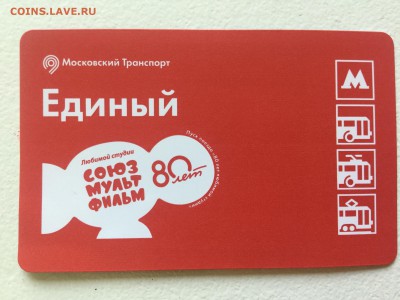 COINS.LAVE.RU
Московский Транспорт
Единый
М
Любимой студии
СОЮЗ
МУЛЬТ
ФИЛЬМ
80 лет